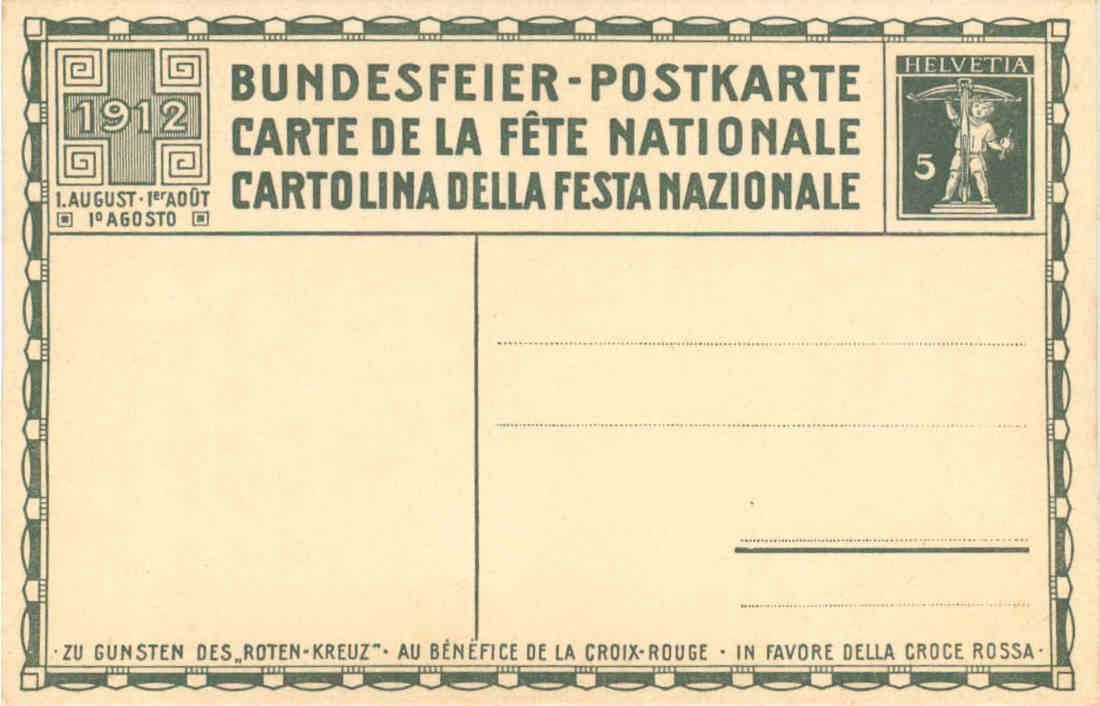 1912
1. AUGUST · 1er AOÛT
1º AGOSTO
BUNDESFEIER-POSTKARTE
CARTE DE LA FÊTE NATIONALE
CARTOLINA DELLA FESTA NAZIONALE
HELVETIA
5
· ZU GUNSTEN DES „ROTEN-KREUZ“ · AU BÉNÉFICE DE LA CROIX-ROUGE · IN FAVORE DELLA CROCE ROSSA ·